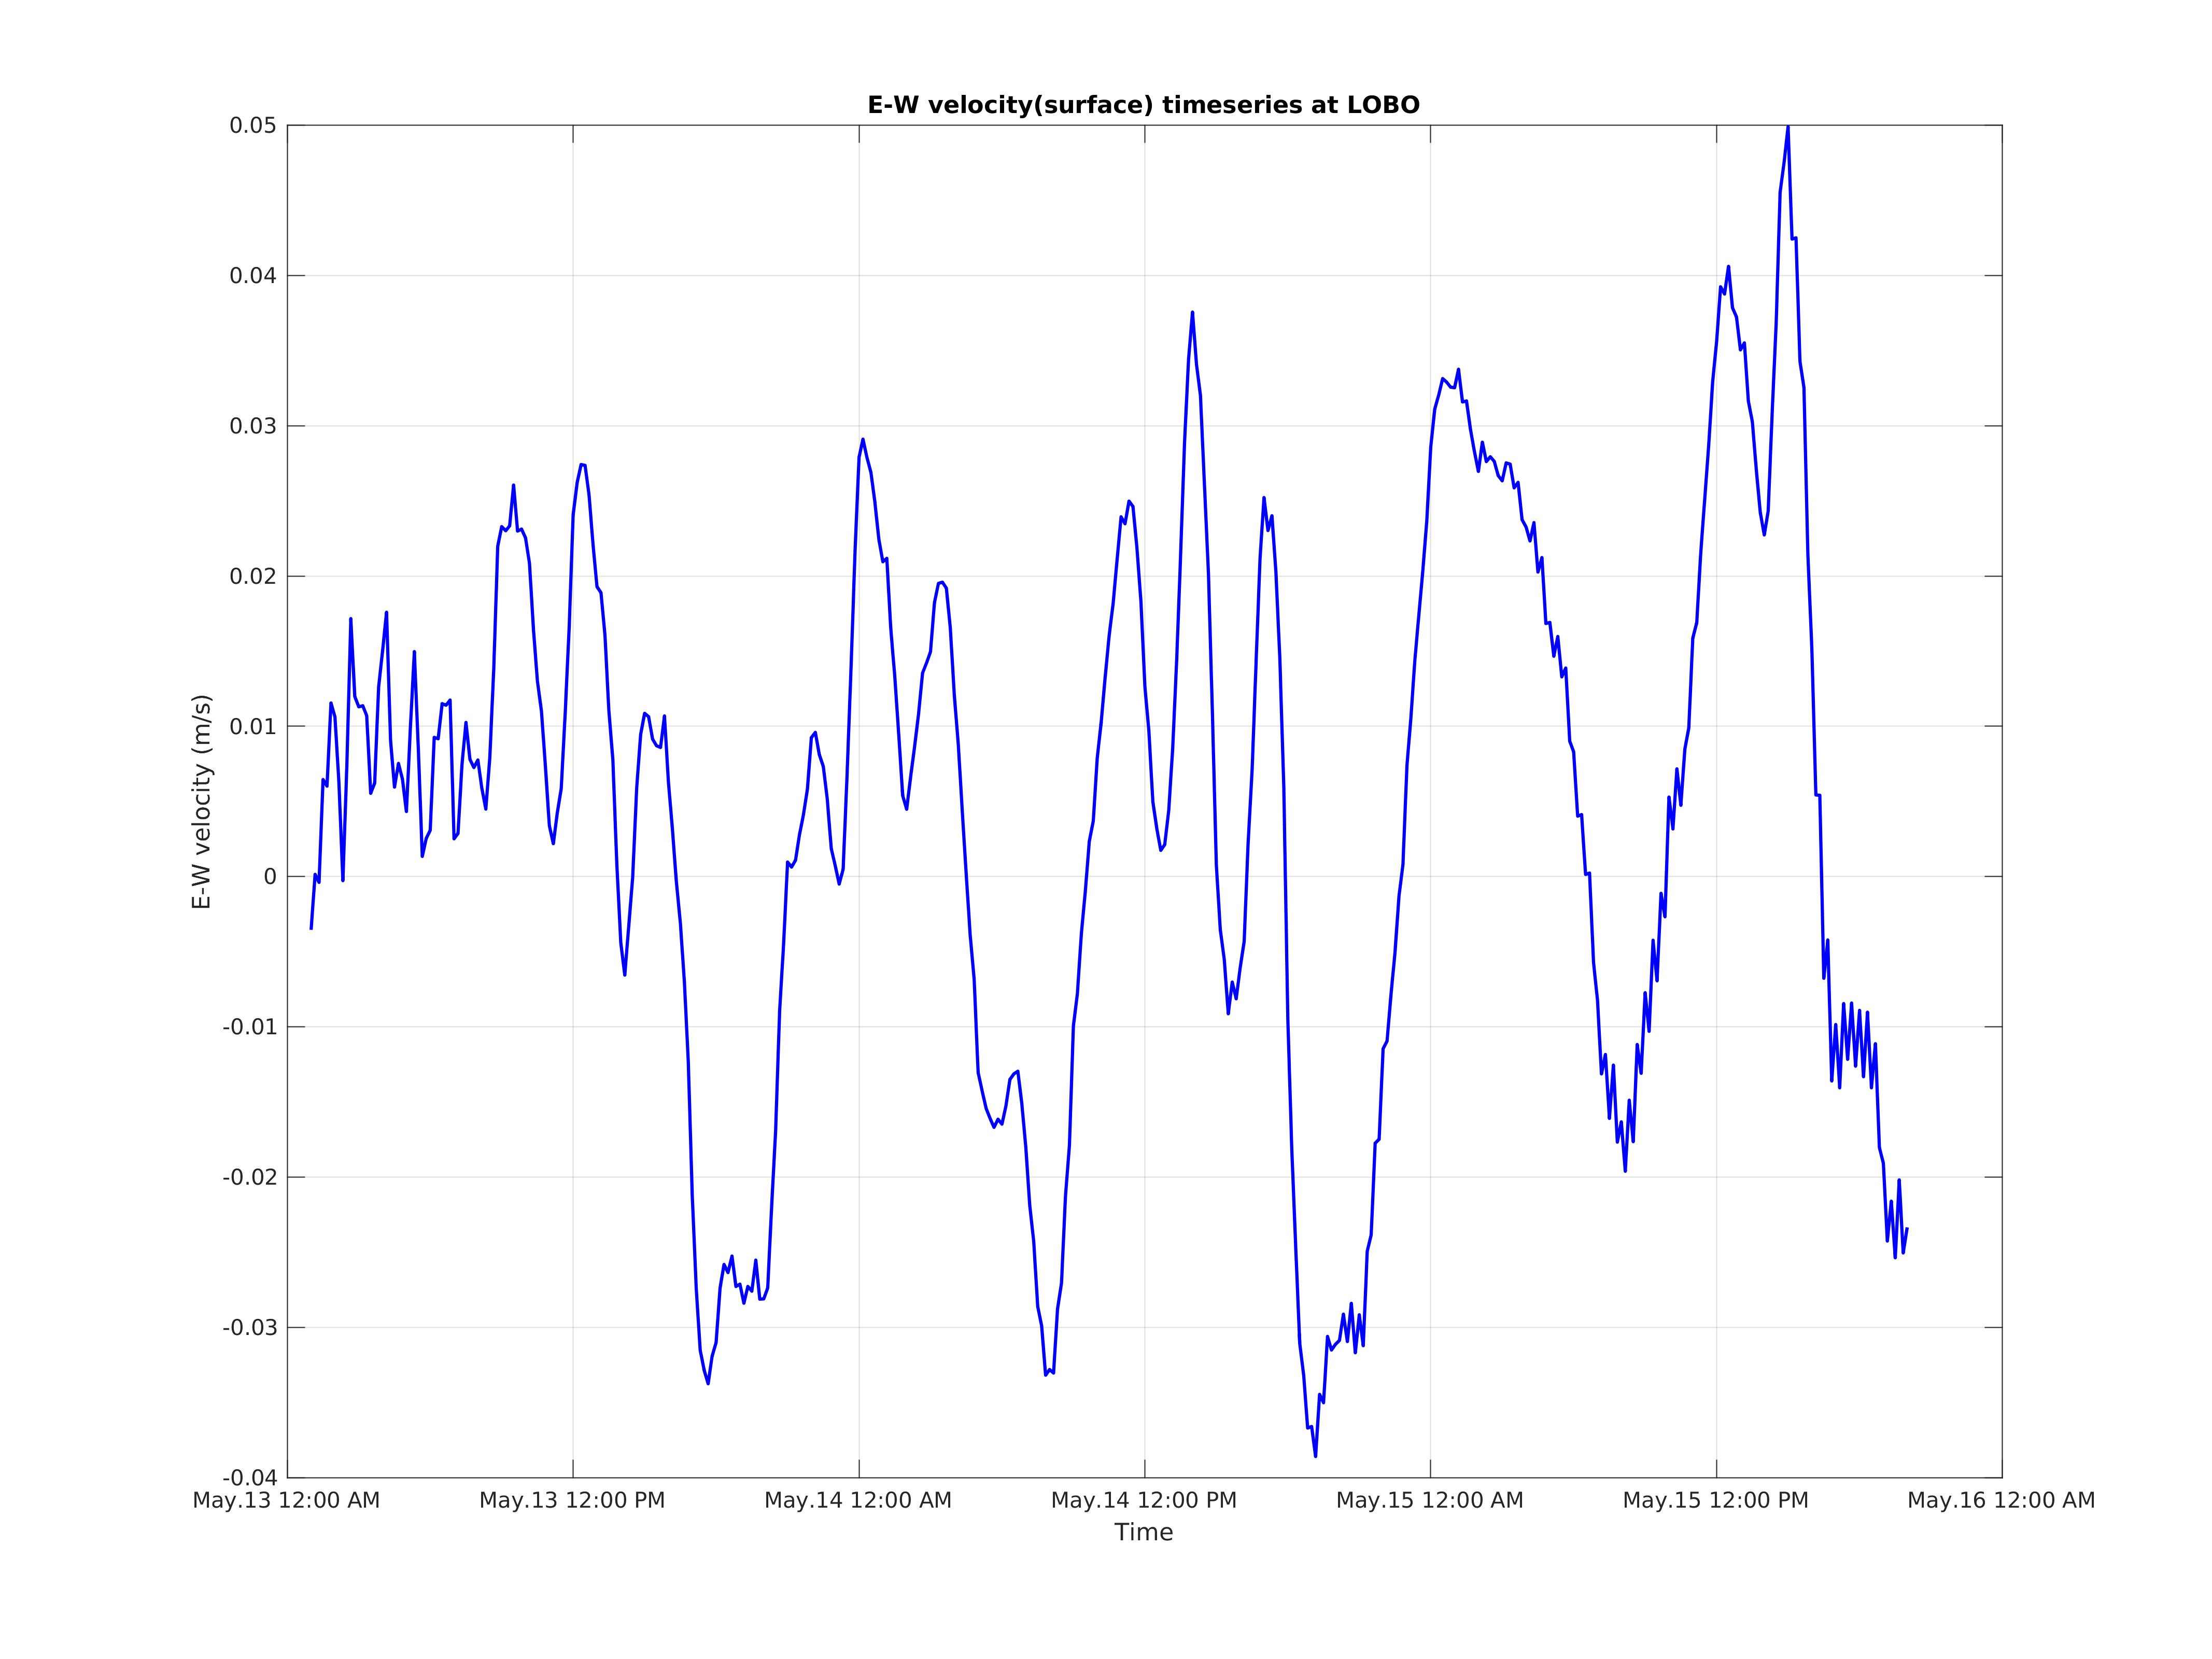 E-W velocity(surface) timeseries at LOBO
0.05
0.04
0.03
0.02
0.01
0
-0.01
-0.02
-0.03
-0.04
E-W velocity (m/s)
May.13 12:00 AM
May.13 12:00 PM
May.14 12:00 AM
May.14 12:00 PM
May.15 12:00 AM
May.15 12:00 PM
May.16 12:00 AM
Time